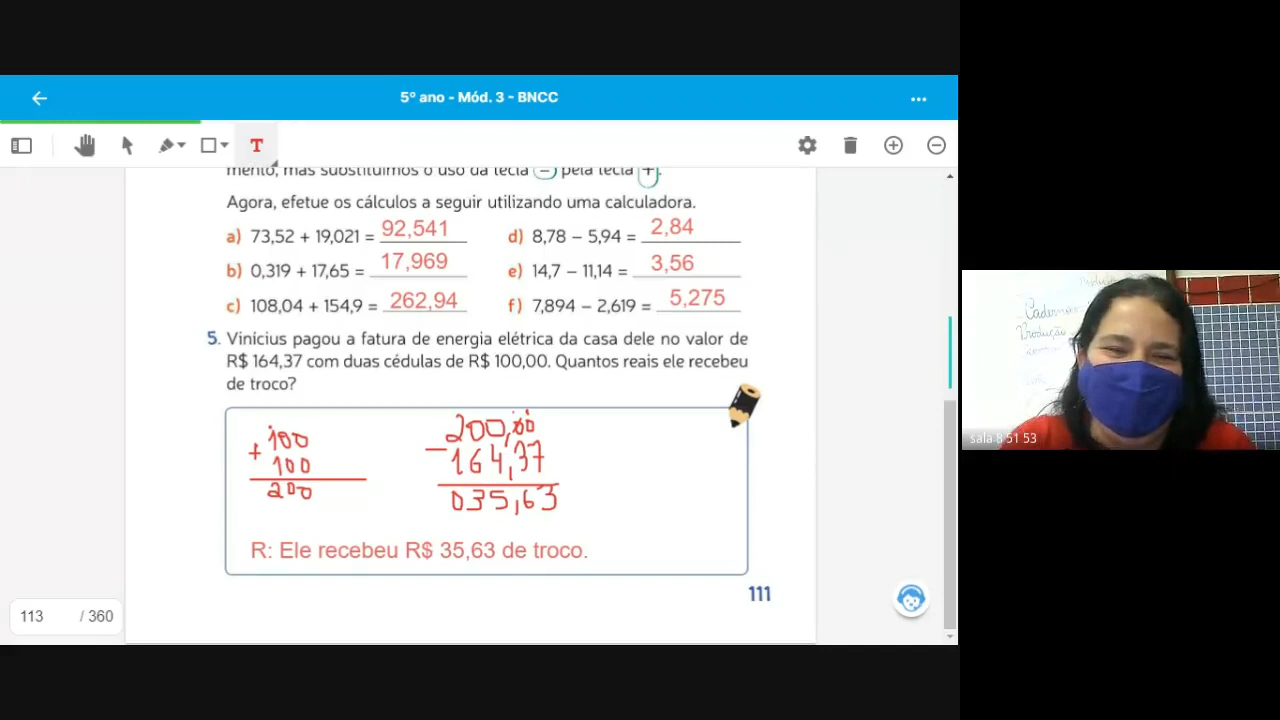 5º ano - Mód. 3 - BNCC
T
mento, mas substituímos o uso da tecla − pela tecla +.
Agora, efetue os cálculos a seguir utilizando uma calculadora.
a) 73,52 + 19,021 = 92,541
d) 8,78 − 5,94 = 2,84
b) 0,319 + 17,65 = 17,969
e) 14,7 − 11,14 = 3,56
c) 108,04 + 154,9 = 262,94
f) 7,894 − 2,619 = 5,275
5. Vinícius pagou a fatura de energia elétrica da casa dele no valor de
R$ 164,37 com duas cédulas de R$ 100,00. Quantos reais ele recebeu
de troco?
100
+ 100
200
200,00
− 164,37
035,63
R: Ele recebeu R$ 35,63 de troco.
111
113 / 360
Produção
sala 8 51 53